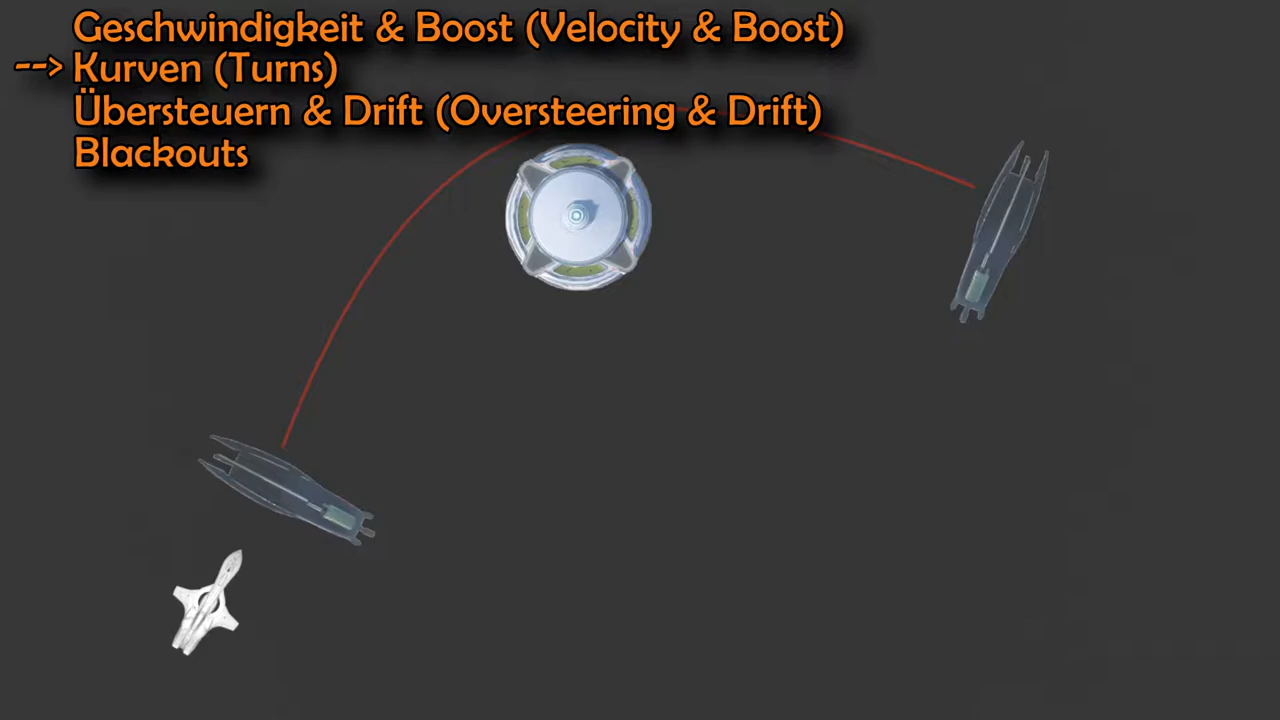 Geschwindigkeit & Boost (Velocity & Boost)
--> Kurven (Turns)
Übersteuern & Drift (Oversteering & Drift)
Blackouts